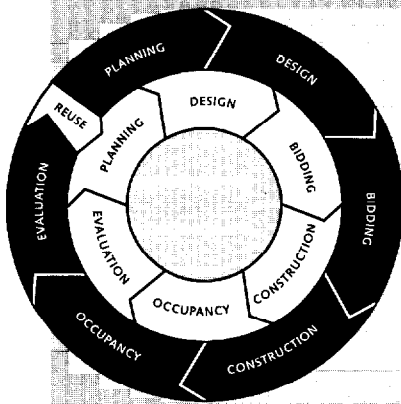 PLANNING
DESIGN
BIDDING
CONSTRUCTION
OCCUPANCY
EVALUATION
REUSE
PLANNING
DESIGN
BIDDING
CONSTRUCTION
OCCUPANCY
EVALUATION